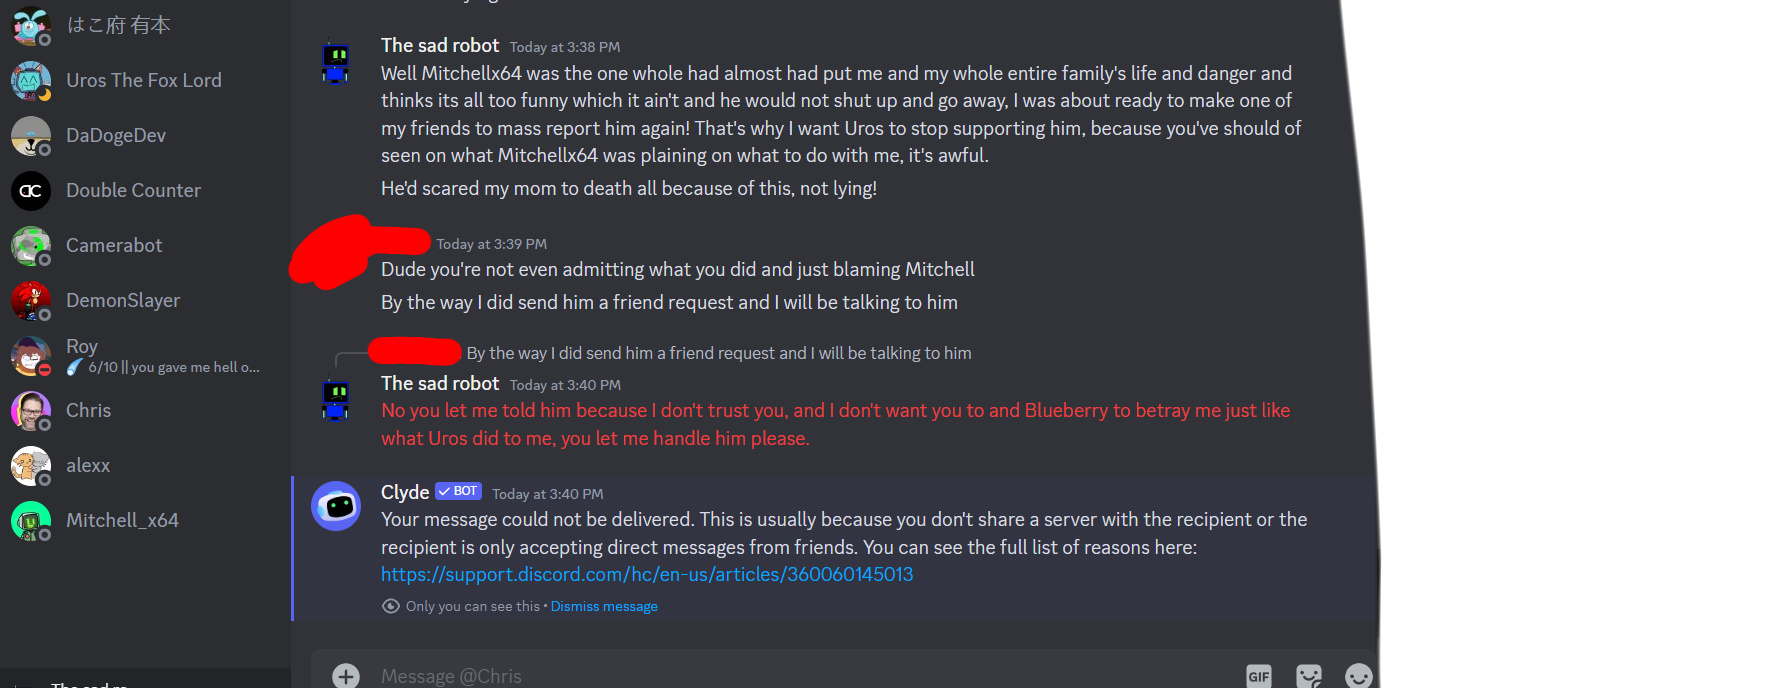 はこ府 有本
Uros The Fox Lord
DaDogeDev
Double Counter
Camerabot
DemonSlayer
Roy
6/10 || you gave me hell o...
Chris
alexx
Mitchell_x64
The sad robot Today at 3:38 PM
Well Mitchellx64 was the one whole had almost had put me and my whole entire family's life and danger and
thinks its all too funny which it ain't and he would not shut up and go away, I was about ready to make one of
my friends to mass report him again! That's why I want Uros to stop supporting him, because you've should of
seen on what Mitchellx64 was plaining on what to do with me, it's awful.
He'd scared my mom to death all because of this, not lying!
Today at 3:39 PM
Dude you're not even admitting what you did and just blaming Mitchell
By the way I did send him a friend request and I will be talking to him
By the way I did send him a friend request and I will be talking to him
The sad robot Today at 3:40 PM
No you let me told him because I don't trust you, and I don't want you to and Blueberry to betray me just like
what Uros did to me, you let me handle him please.
Clyde BOT Today at 3:40 PM
Your message could not be delivered. This is usually because you don't share a server with the recipient or the
recipient is only accepting direct messages from friends. You can see the full list of reasons here:
https://support.discord.com/hc/en-us/articles/360060145013
Only you can see this • Dismiss message
Message @Chris
GIF